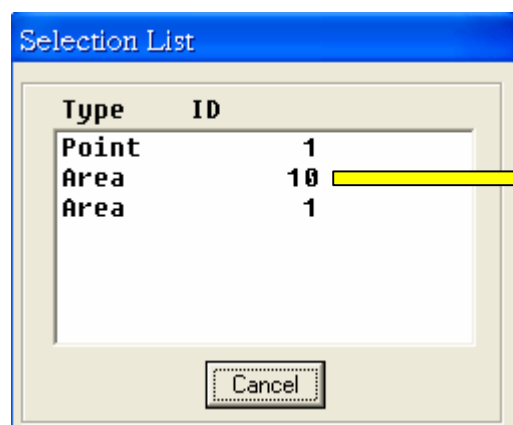 Selection List
Type ID
Point 1
Area 10
Area 1
Cancel